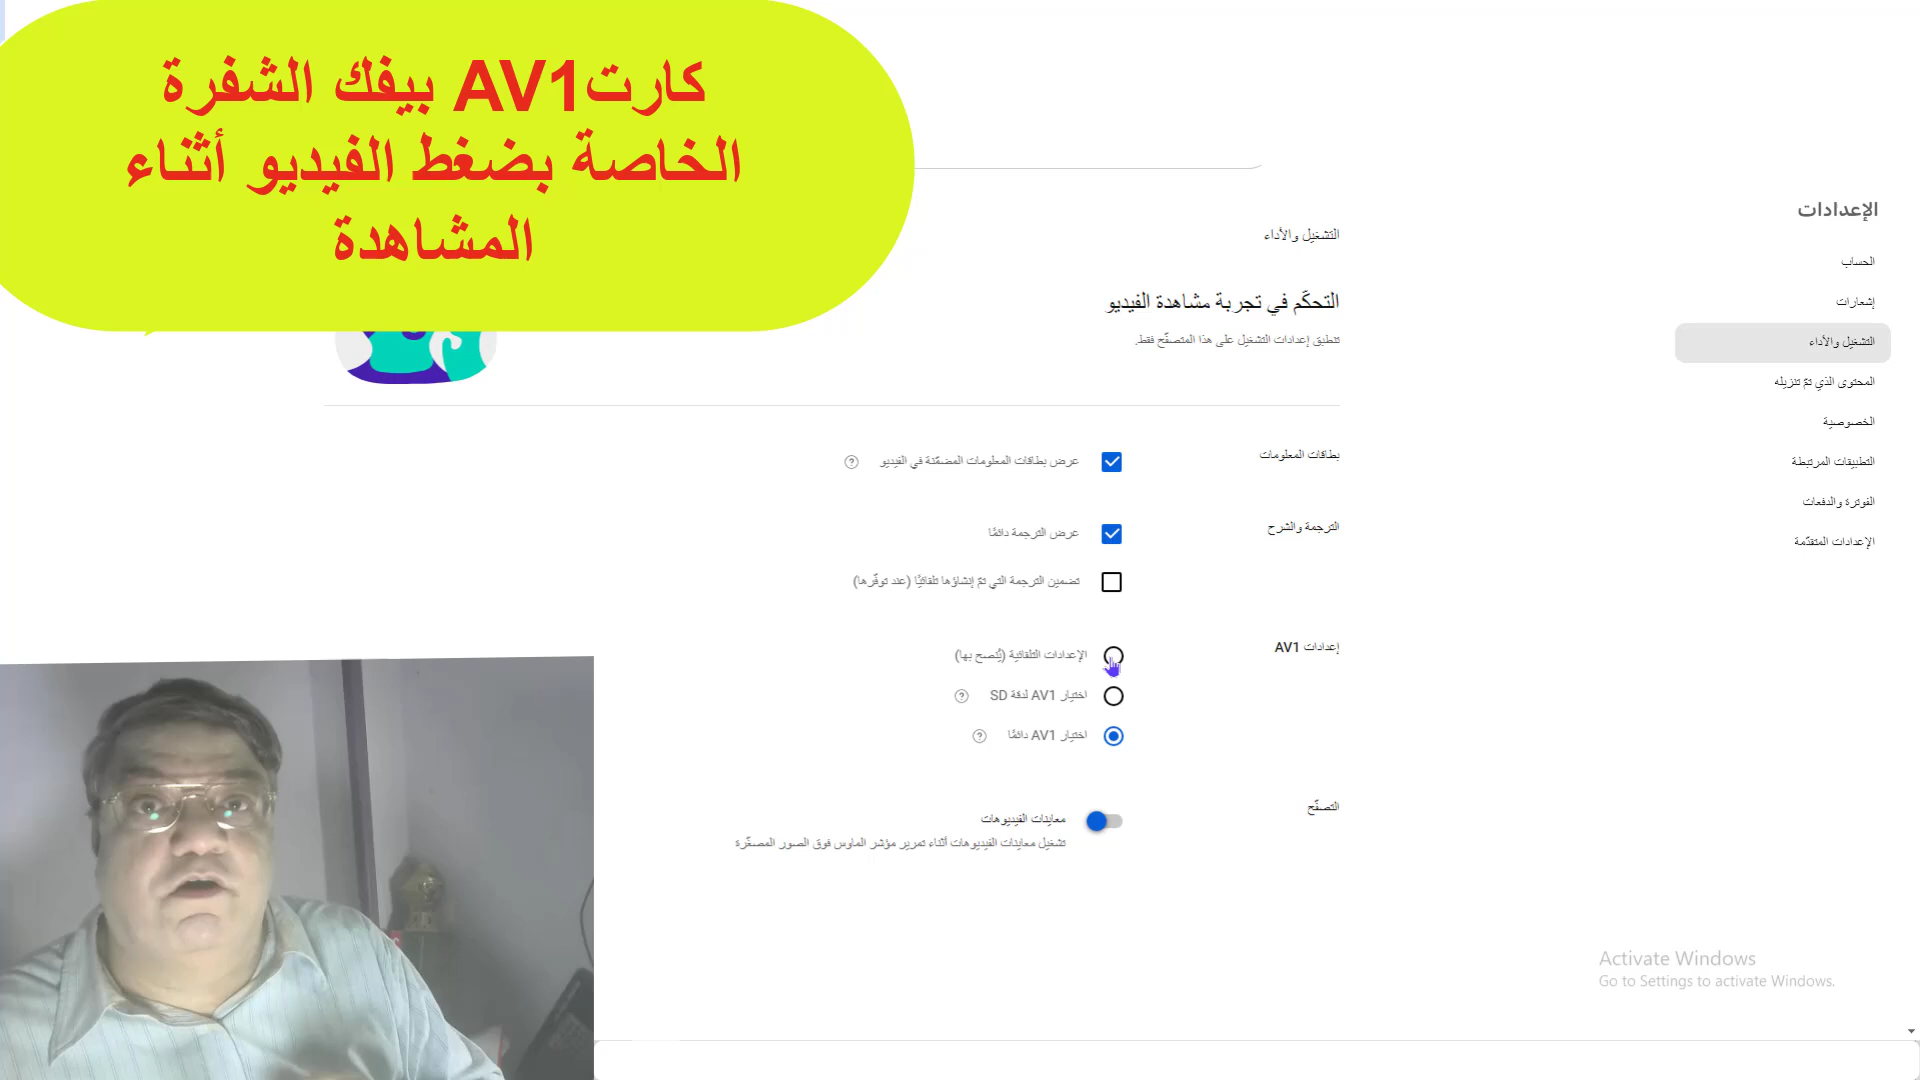 كارتAV1 بيفك الشفرة
الخاصة بضغط الفيديو أثناء
المشاهدة
الإعدادات
الحساب
إشعارات
التشغيل والأداء
المحتوى الذي تمّ تنزيله
الخصوصية
التطبيقات المرتبطة
الفوترة والدفعات
الإعدادات المتقدّمة
التشغيل والأداء
التحكّم في تجربة مشاهدة الفيديو
تنطبق إعدادات التشغيل على هذا المتصفّح فقط.
بطاقات المعلومات
عرض بطاقات المعلومات المضمّنة في الفيديو
الترجمة والشرح
عرض الترجمة دائمًا
تضمين الترجمة التي تمّ إنشاؤها تلقائيًا (عند توفّرها)
إعدادات AV1
الإعدادات التلقائية (يُنصح بها)
اختيار AV1 لدقة SD
اختيار AV1 دائمًا
التصفّح
معاينات الفيديوهات
تشغيل معاينات الفيديوهات أثناء تمرير مؤشر الماوس فوق الصور المصغّرة
Activate Windows
Go to Settings to activate Windows.